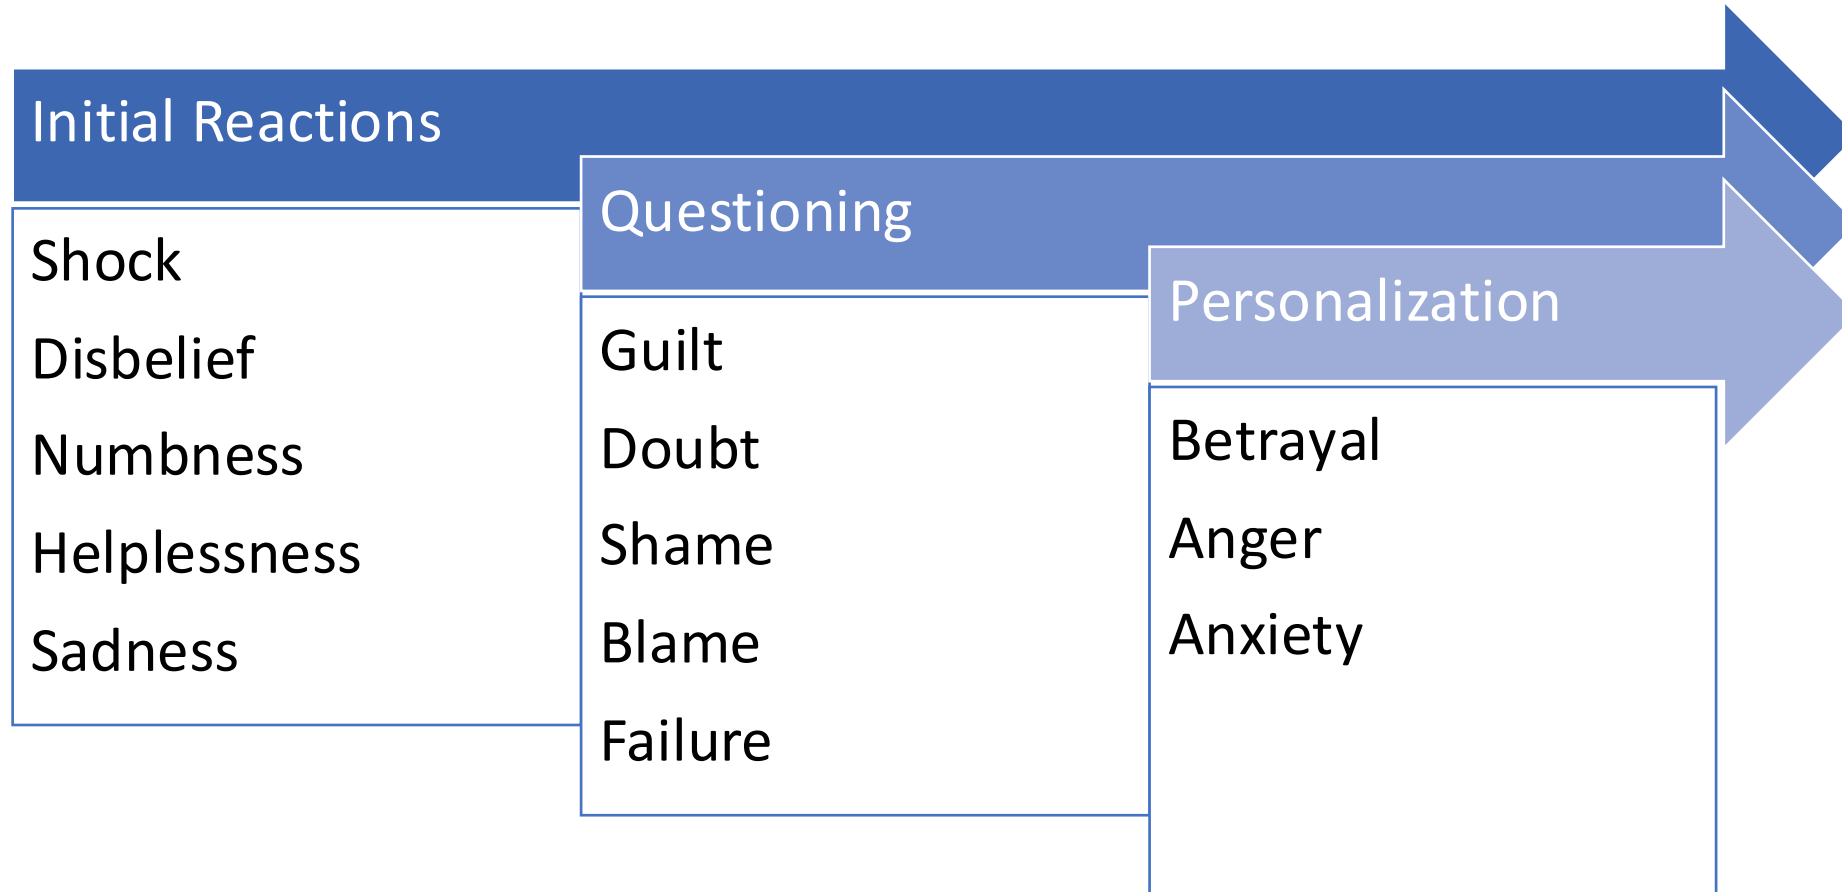 Initial Reactions
Shock
Disbelief
Numbness
Helplessness
Sadness
Questioning
Guilt
Doubt
Shame
Blame
Failure
Personalization
Betrayal
Anger
Anxiety